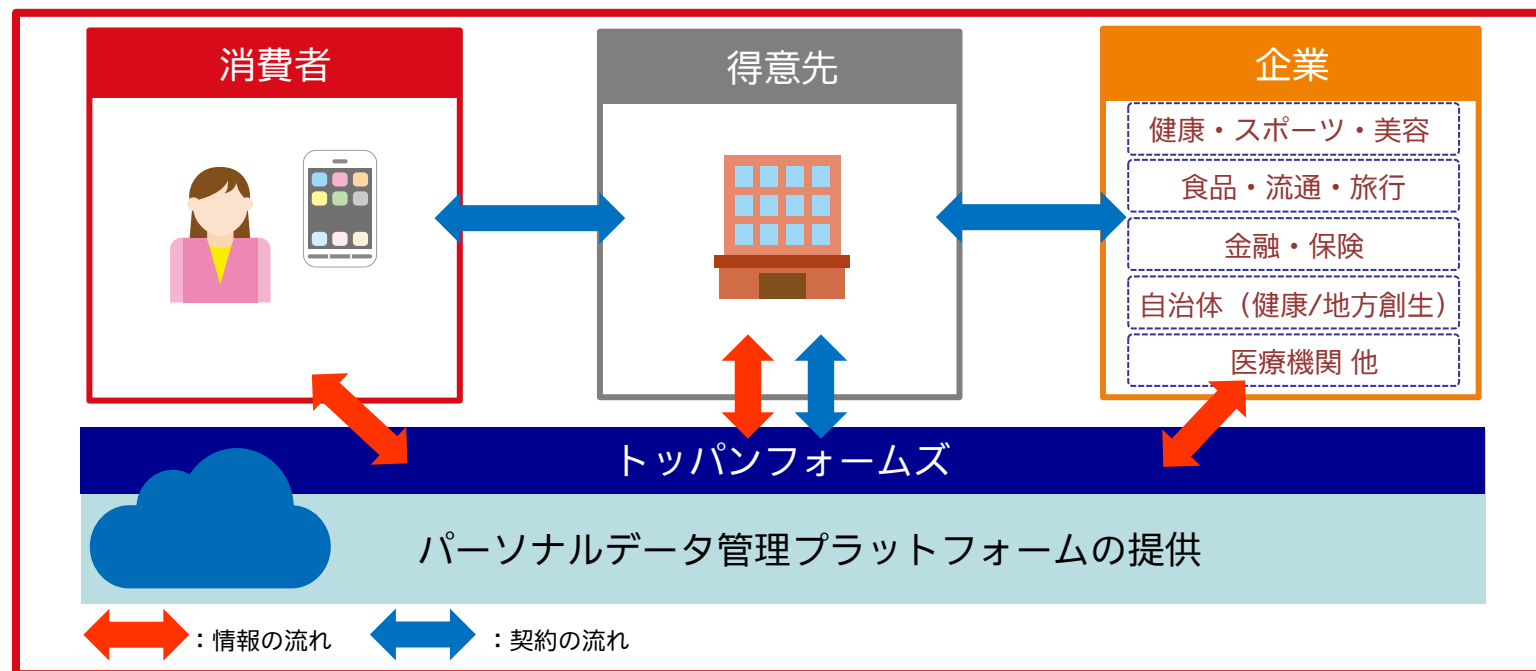 消費者
得意先
企業
健康・スポーツ・美容
食品・流通・旅行
金融・保険
自治体（健康/地方創生）
医療機関 他
トッパンフォームズ
パーソナルデータ管理プラットフォームの提供
：情報の流れ
：契約の流れ